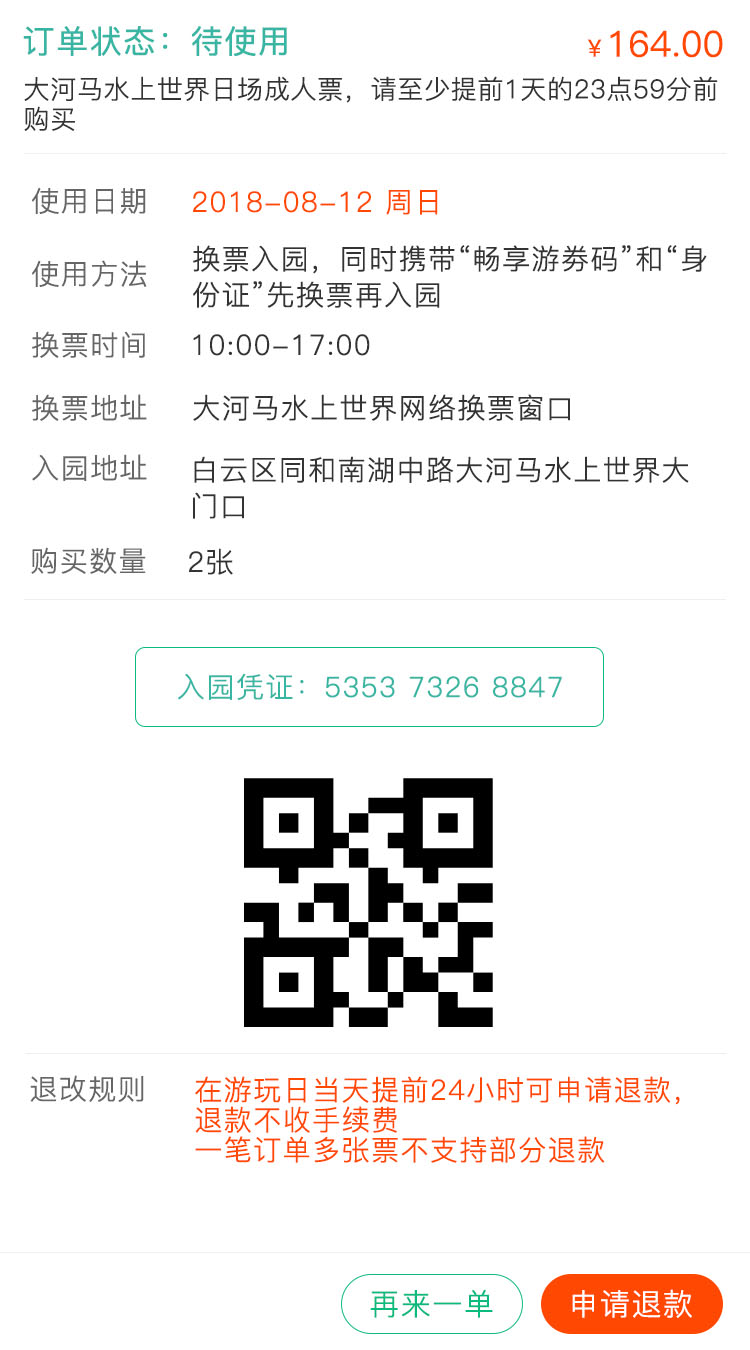 订单状态：待使用 ¥164.00
大河马水上世界日场成人票，请至少提前1天的23点59分前
购买
使用日期 2018-08-12 周日
使用方法 换票入园，同时携带“畅享游券码”和“身
份证”先换票再入园
换票时间 10:00-17:00
换票地址 大河马水上世界网络换票窗口
入园地址 白云区同和南湖中路大河马水上世界大
门口
购买数量 2张
入园凭证：5353 7326 8847
退改规则 在游玩日当天提前24小时可申请退款，
退款不收手续费
一笔订单多张票不支持部分退款
再来一单 申请退款